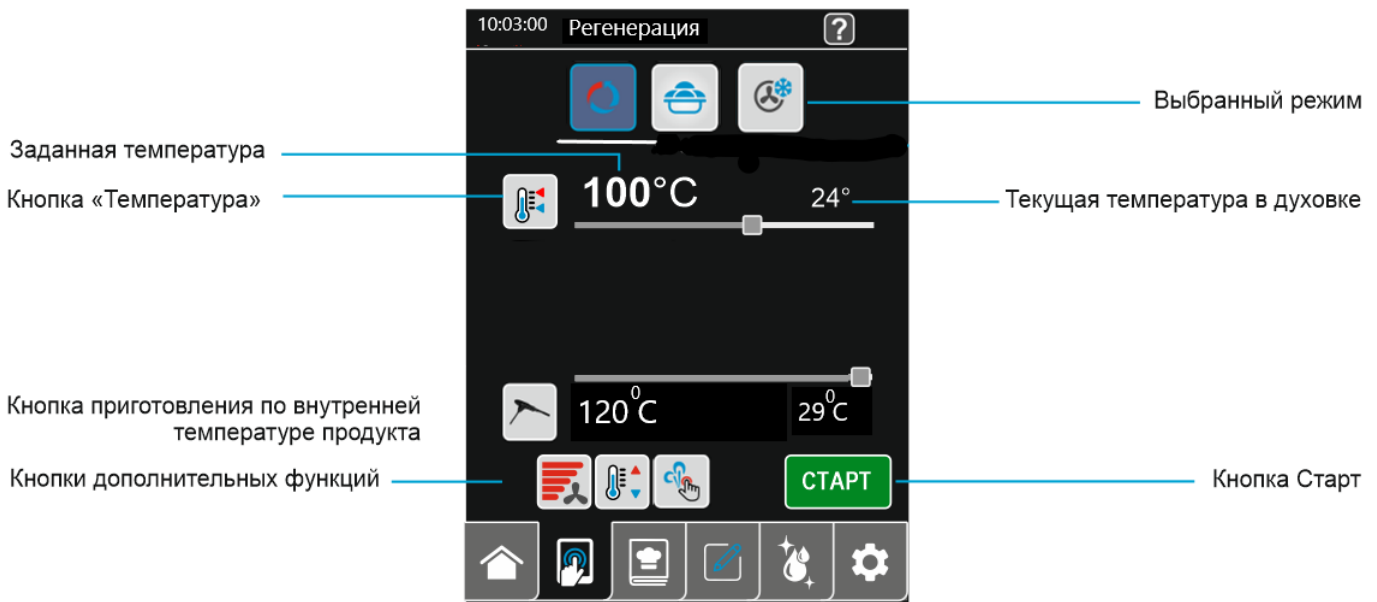 10:03:00 Регенерация ?
Выбранный режим
Заданная температура
100°C 24°
Кнопка «Температура»
Текущая температура в духовке
Кнопка приготовления по внутренней
температуре продукта
120°C 29°C
Кнопки дополнительных функций
СТАРТ
Кнопка Старт